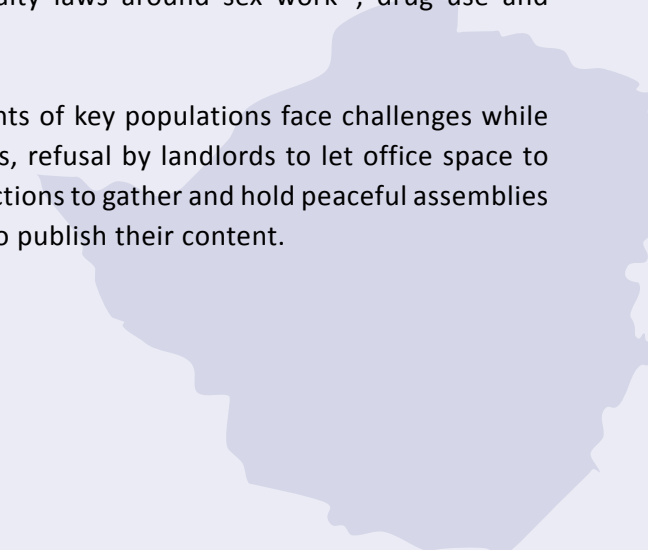 laws around sex work , drug use and
nts of key populations face challenges while
s, refusal by landlords to let office space to
ctions to gather and hold peaceful assemblies
o publish their content.